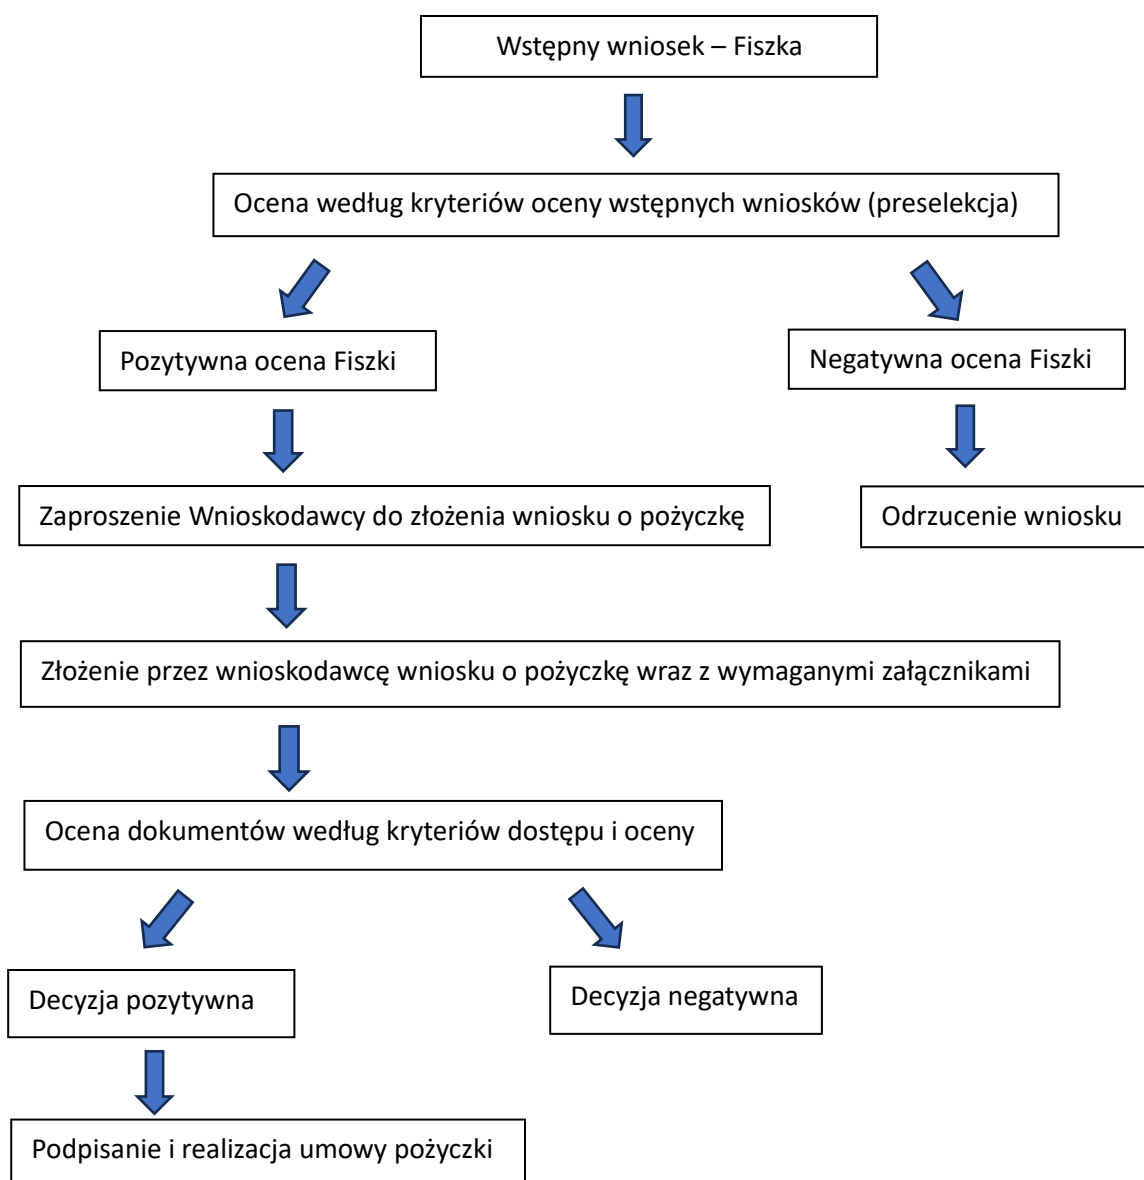 Wstępny wniosek – Fiszka
Ocena według kryteriów oceny wstępnych wniosków (preselekcja)
Pozytywna ocena Fiszki
Negatywna ocena Fiszki
Zaproszenie Wnioskodawcy do złożenia wniosku o pożyczkę
Odrzucenie wniosku
Złożenie przez wnioskodawcę wniosku o pożyczkę wraz z wymaganymi załącznikami
Ocena dokumentów według kryteriów dostępu i oceny
Decyzja pozytywna
Decyzja negatywna
Podpisanie i realizacja umowy pożyczki